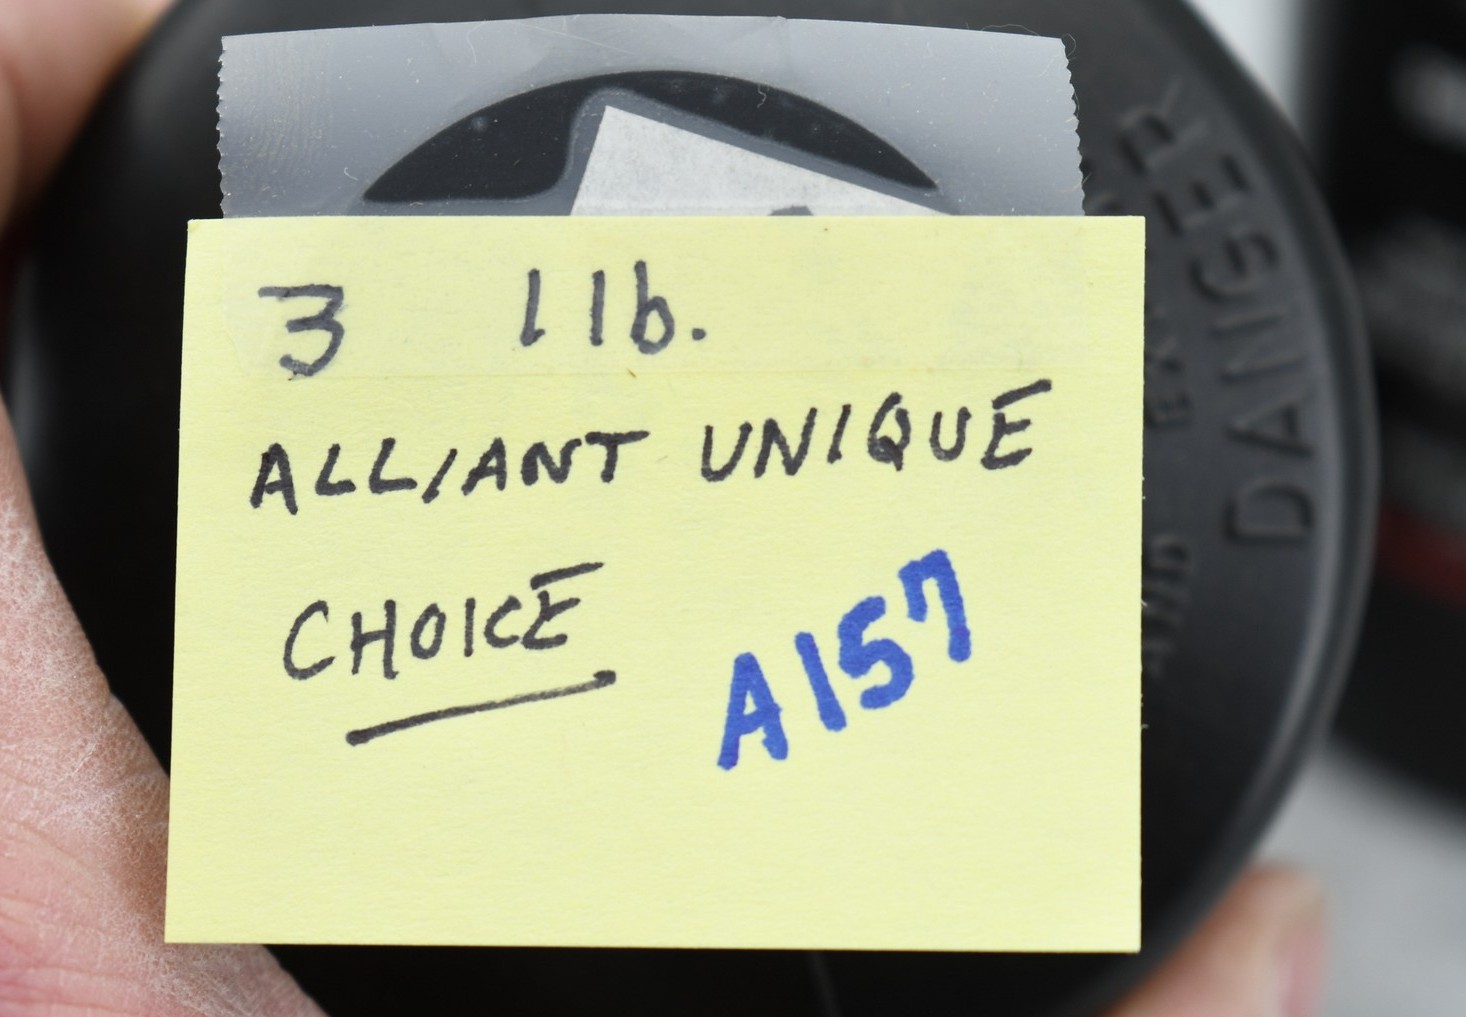 3 1 lb.
ALLIANT UNIQUE
CHOICE
A157
DANGER